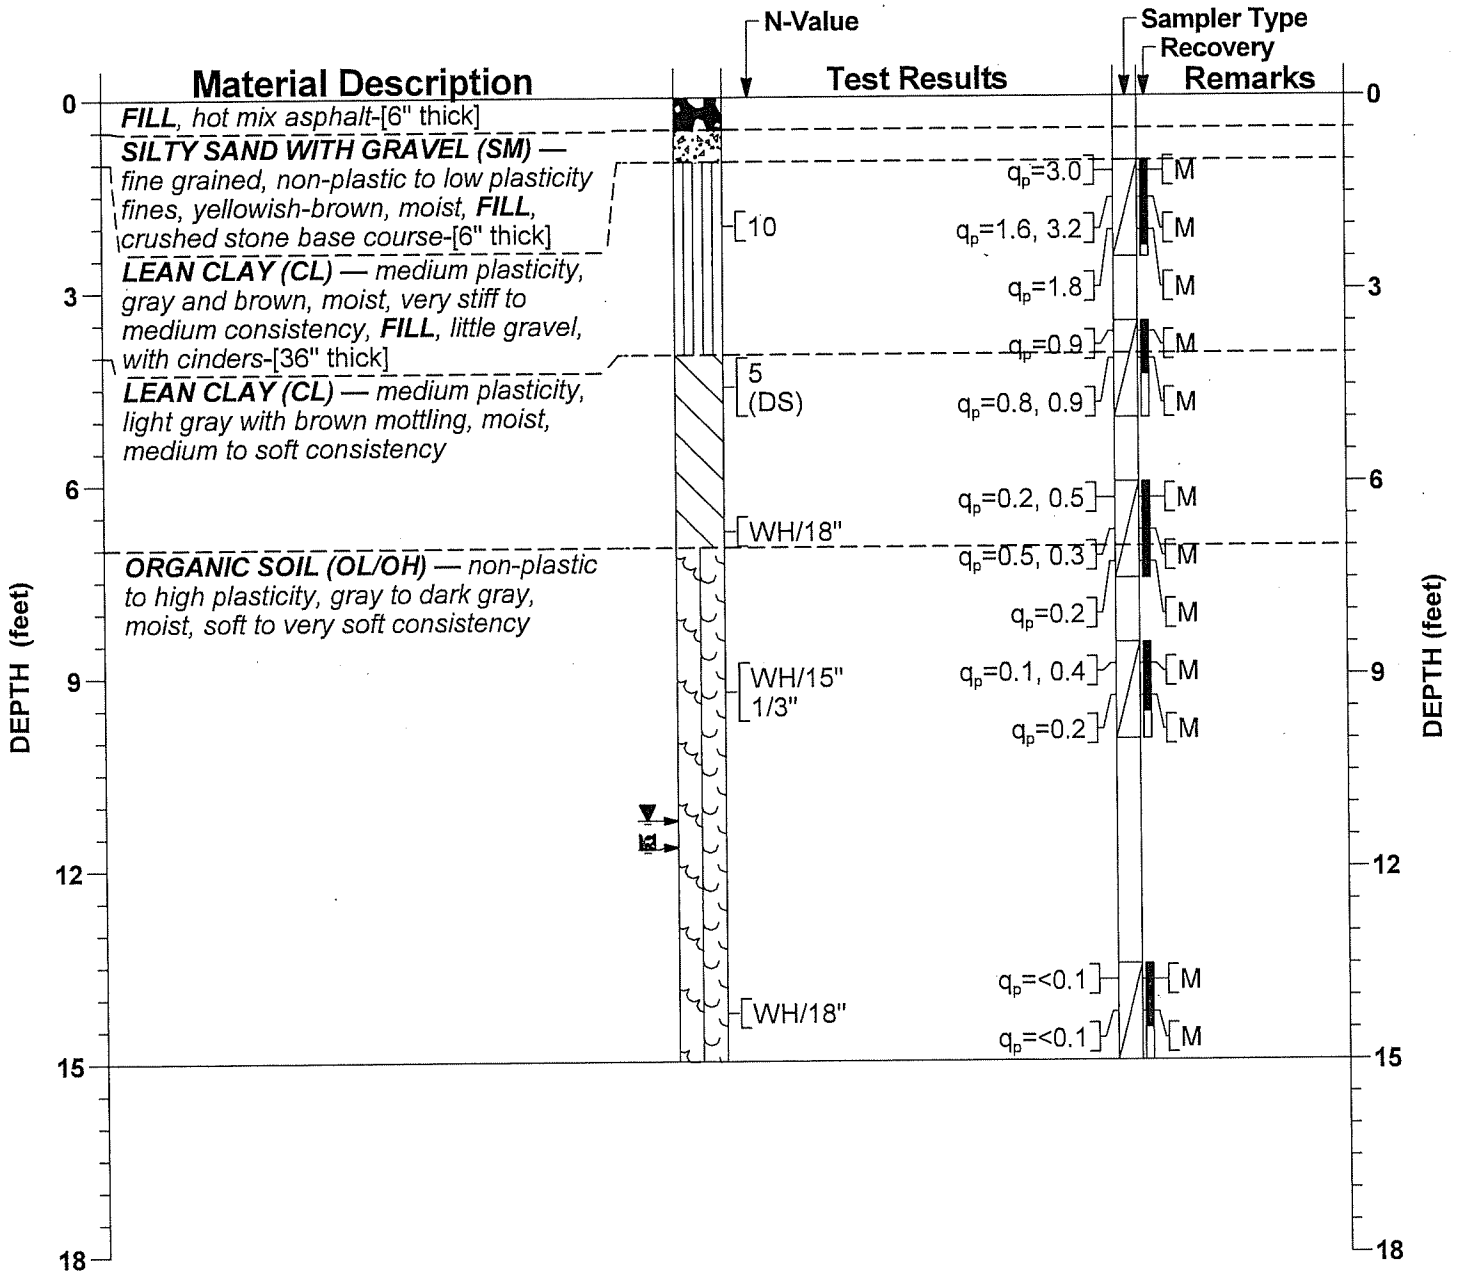 N-Value
Sampler Type
Recovery
Material Description
Test Results
Remarks
0
0
FILL, hot mix asphalt-[6" thick]
SILTY SAND WITH GRAVEL (SM) —
fine grained, non-plastic to low plasticity
fines, yellowish-brown, moist, FILL,
crushed stone base course-[6" thick]
LEAN CLAY (CL) — medium plasticity,
gray and brown, moist, very stiff to
medium consistency, FILL, little gravel,
with cinders-[36" thick]
LEAN CLAY (CL) — medium plasticity,
light gray with brown mottling, moist,
medium to soft consistency
ORGANIC SOIL (OL/OH) — non-plastic
to high plasticity, gray to dark gray,
moist, soft to very soft consistency
10
5
(DS)
WH/18"
WH/15"
1/3"
WH/18"
qp=3.0
M
qp=1.6, 3.2
M
qp=1.8
M
qp=0.9
M
qp=0.8, 0.9
M
qp=0.2, 0.5
M
qp=0.5, 0.3
M
qp=0.2
M
qp=0.1, 0.4
M
qp=0.2
M
qp=<0.1
M
qp=<0.1
M
3
6
9
12
15
18
3
6
9
12
15
18
DEPTH (feet)
DEPTH (feet)